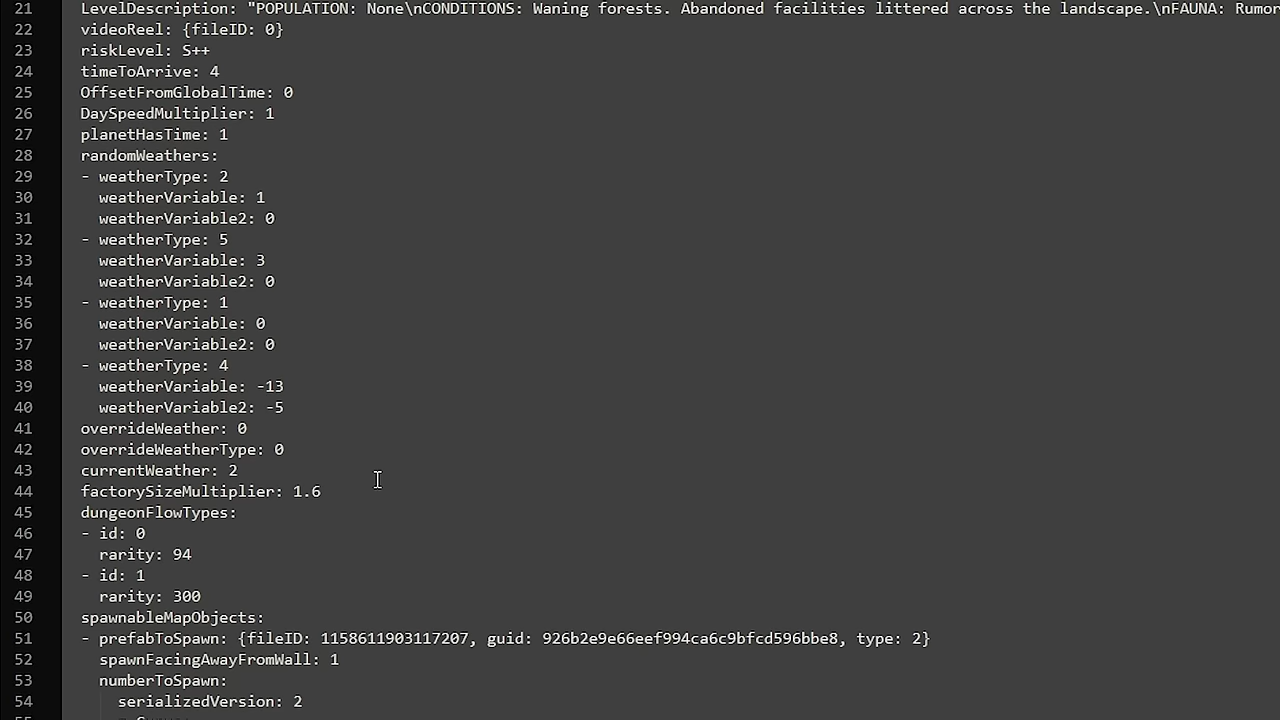 21 LevelDescription: "POPULATION: None\nCONDITIONS: Waning forests. Abandoned facilities littered across the landscape.\nFAUNA: Rumor
22 videoReel: {fileID: 0}
23 riskLevel: S++
24 timeToArrive: 4
25 OffsetFromGlobalTime: 0
26 DaySpeedMultiplier: 1
27 planetHasTime: 1
28 randomWeathers:
29 - weatherType: 2
30 weatherVariable: 1
31 weatherVariable2: 0
32 - weatherType: 5
33 weatherVariable: 3
34 weatherVariable2: 0
35 - weatherType: 1
36 weatherVariable: 0
37 weatherVariable2: 0
38 - weatherType: 4
39 weatherVariable: -13
40 weatherVariable2: -5
41 overrideWeather: 0
42 overrideWeatherType: 0
43 currentWeather: 2
44 factorySizeMultiplier: 1.6
45 dungeonFlowTypes:
46 - id: 0
47 rarity: 94
48 - id: 1
49 rarity: 300
50 spawnableMapObjects:
51 - prefabToSpawn: {fileID: 1158611903117207, guid: 926b2e9e66eef994ca6c9bfcd596bbe8, type: 2}
52 spawnFacingAwayFromWall: 1
53 numberToSpawn:
54 serializedVersion: 2